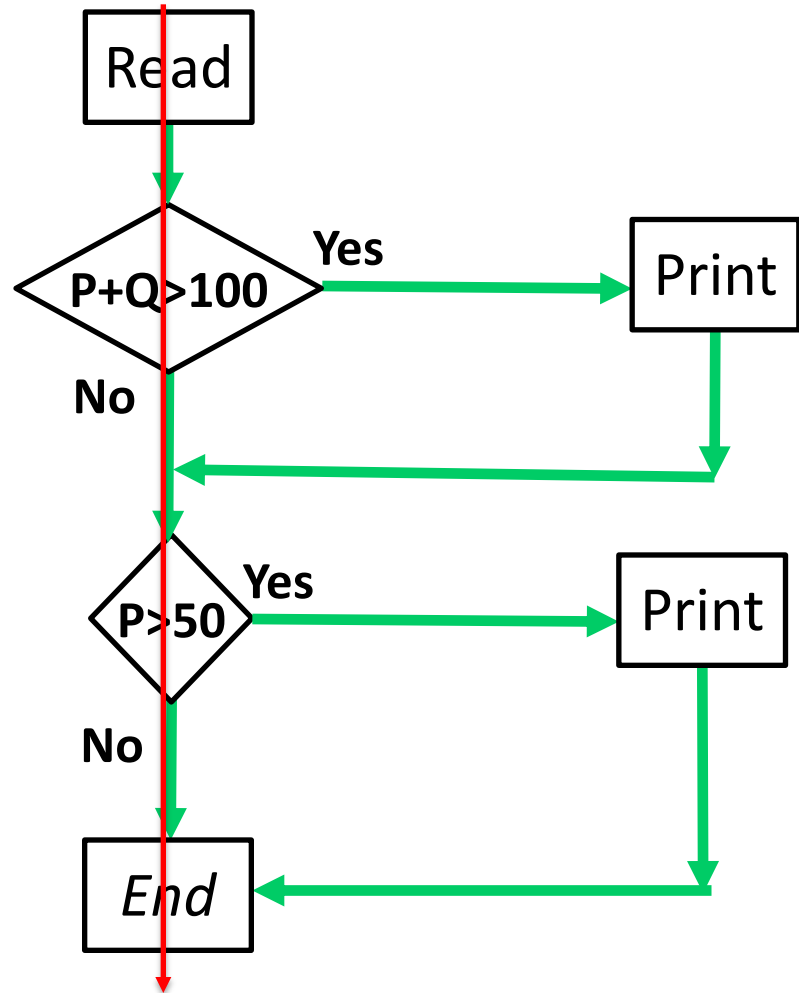 Read
Yes
P+Q>100
Print
No
Yes
P>50
Print
No
End